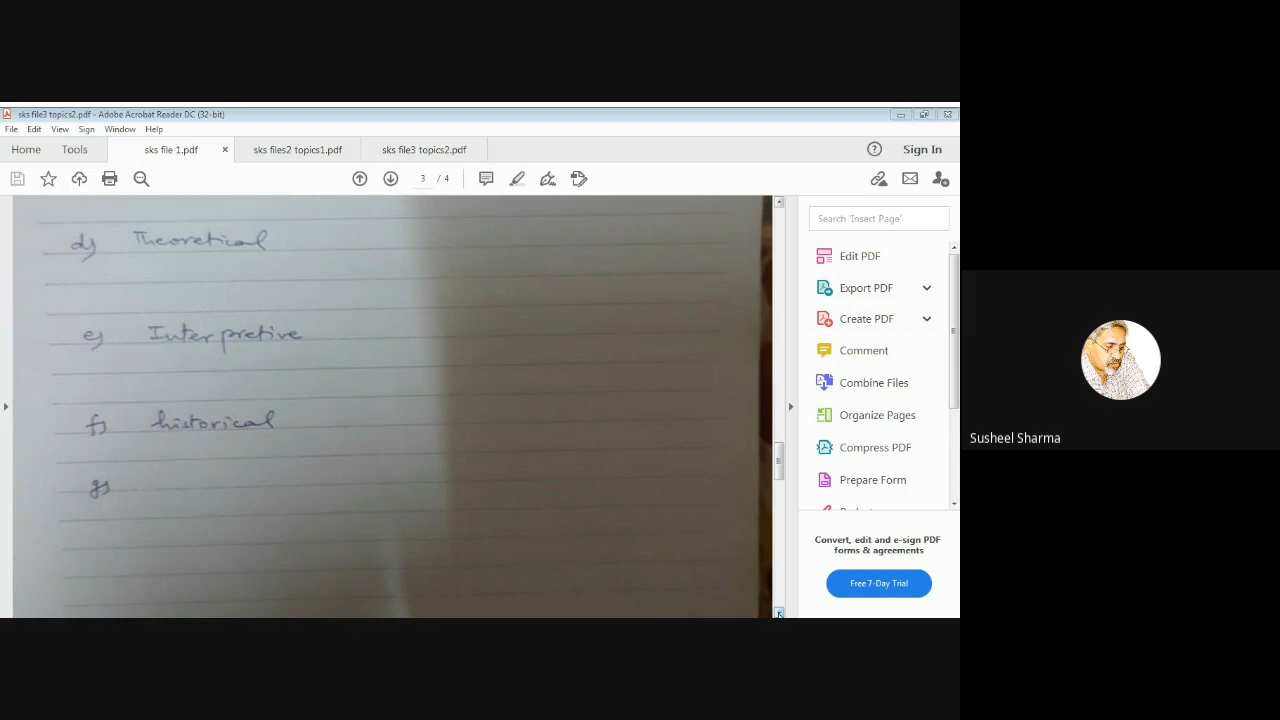 sks file3 topics2.pdf - Adobe Acrobat Reader DC (32-bit)
File Edit View Sign Window Help
Home Tools sks file 1.pdf × sks files2 topics1.pdf sks file3 topics2.pdf ? Sign In
3 / 4
d) Theoretical
e) Interpretive
f) historical
g)
Search 'Insert Page'
Edit PDF
Export PDF
Create PDF
Comment
Combine Files
Organize Pages
Compress PDF
Prepare Form
Convert, edit and e-sign PDF
forms & agreements
Free 7-Day Trial
Susheel Sharma